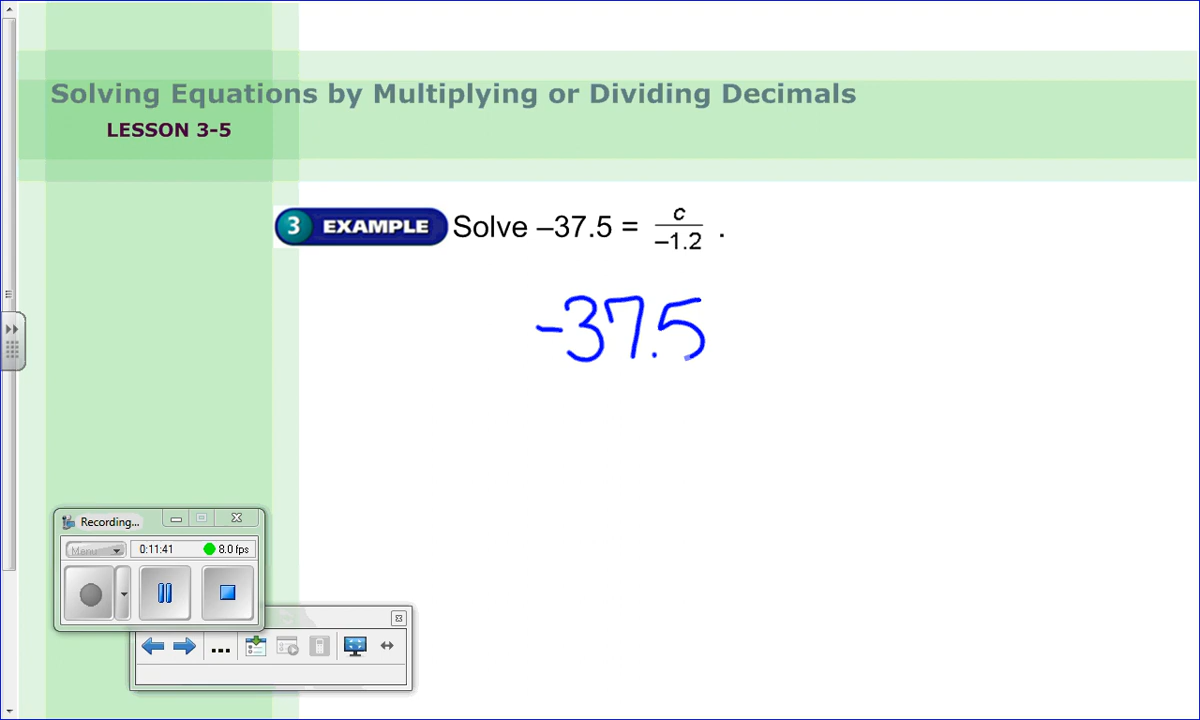 Solving Equations by Multiplying or Dividing Decimals
LESSON 3-5
3 EXAMPLE Solve –37.5 = c/–1.2 .
-37.5
Recording...
Menu 0:11:41 8.0 fps